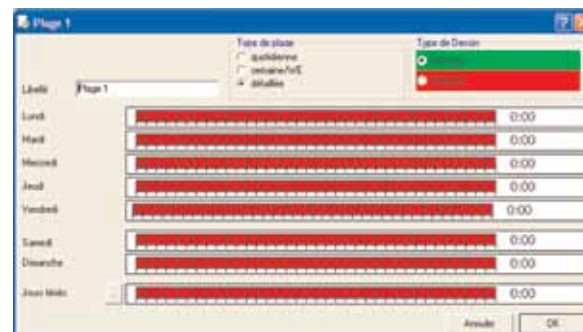 Plage 1
Type de plage
Type de Dessin
quotidienne
semaine/WE
détaillée
Libellé Plage 1
Lundi 0:00
Mardi 0:00
Mercredi 0:00
Jeudi 0:00
Vendredi 0:00
Samedi 0:00
Dimanche 0:00
Jours fériés 0:00
Annuler OK